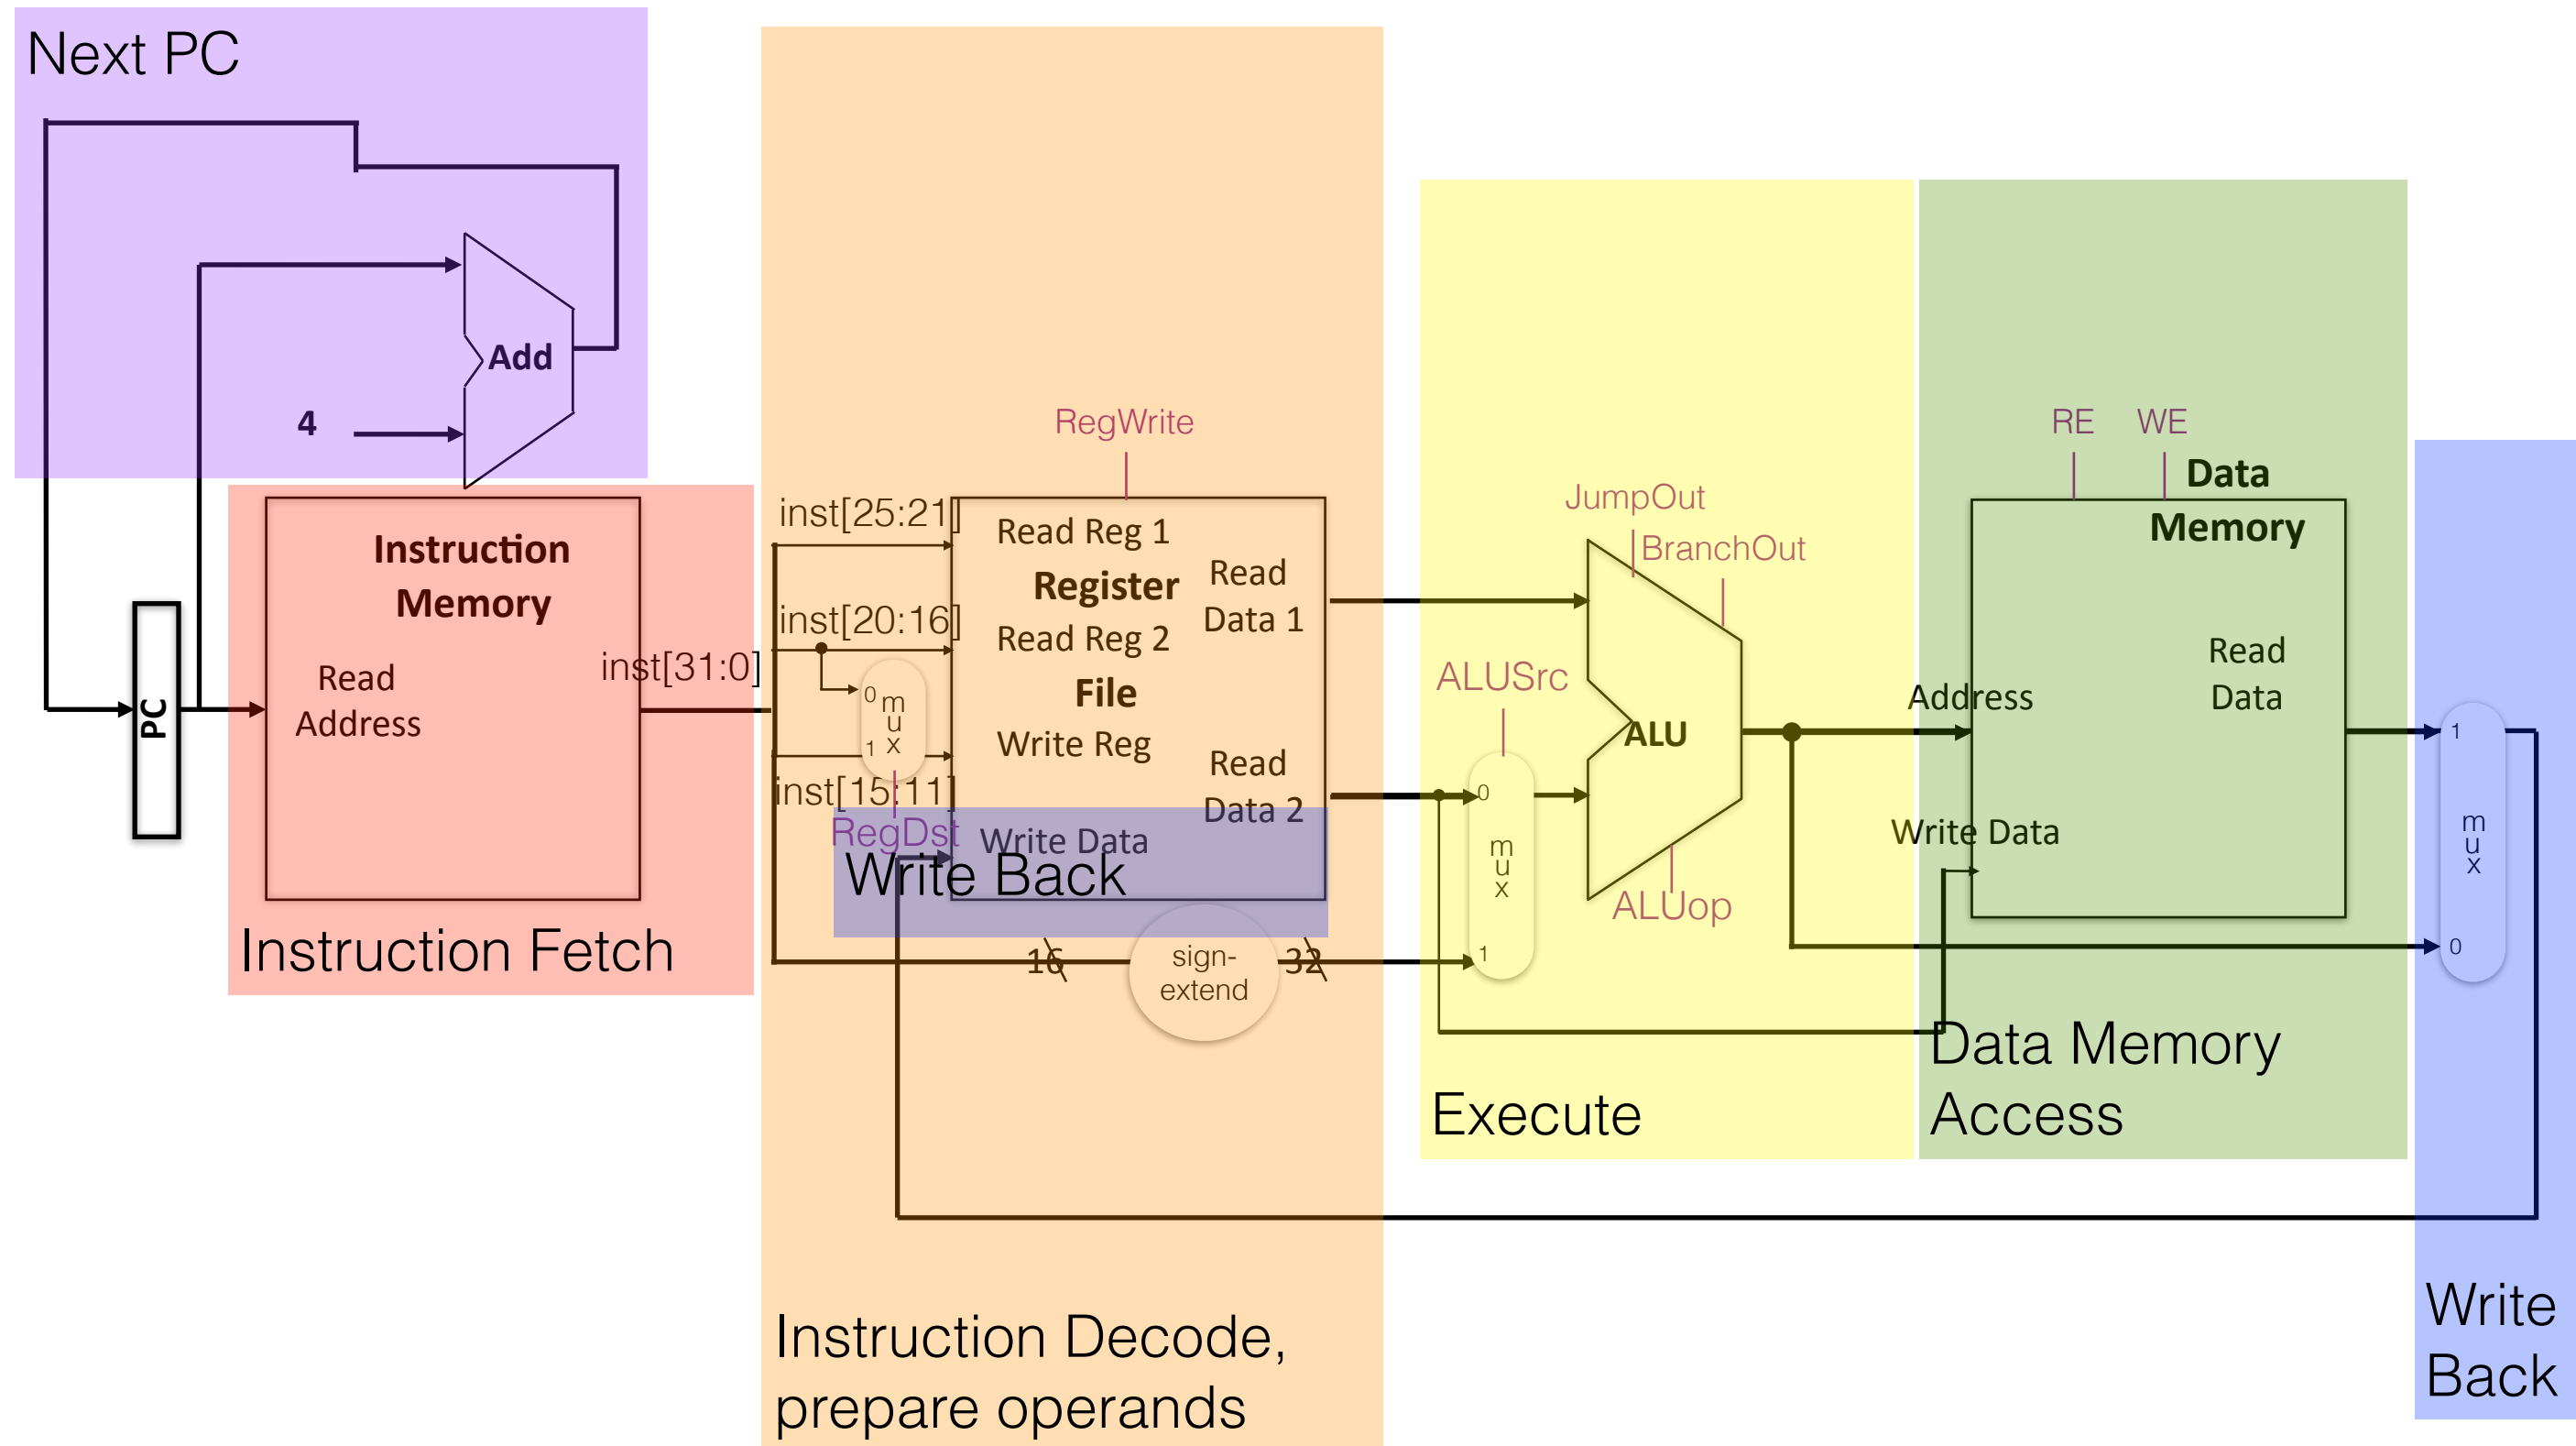 Next PC
Add
4
RegWrite
RE
WE
Data
Memory
inst[25:21]
Read Reg 1
Register
Read
Data 1
inst[20:16]
Read Reg 2
File
Write Reg
Read
Data 2
Instruction
Memory
Read
Address
inst[31:0]
PC
0
mux
1
inst[15:11]
RegDst
Write Data
Write Back
16
sign-
extend
32
JumpOut
BranchOut
ALUSrc
ALU
0
mux
1
ALUop
Address
Write Data
Read
Data
1
mux
0
Instruction Fetch
Data Memory
Access
Execute
Instruction Decode,
prepare operands
Write
Back